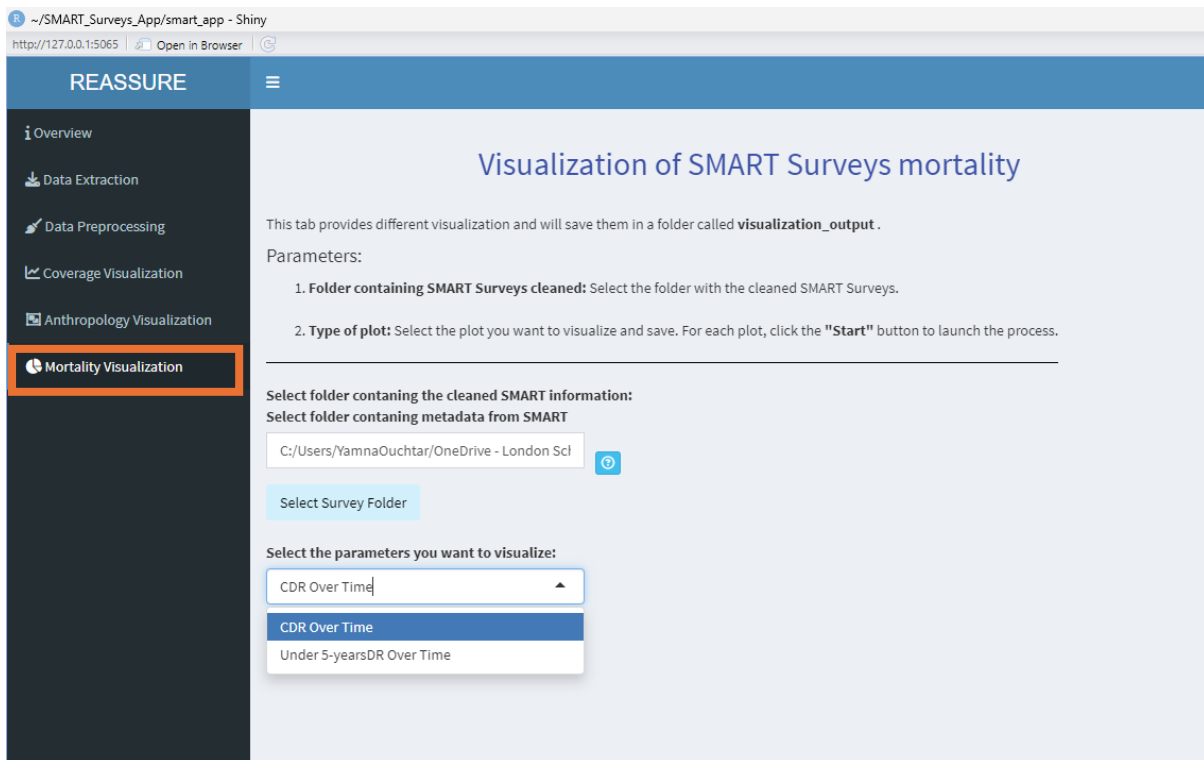 R ~/SMART_Surveys_App/smart_app - Shiny
http://127.0.0.1:5065 Open in Browser
REASSURE
Overview
Data Extraction
Data Preprocessing
Coverage Visualization
Anthropology Visualization
Mortality Visualization
Visualization of SMART Surveys mortality
This tab provides different visualization and will save them in a folder called visualization_output .
Parameters:
1. Folder containing SMART Surveys cleaned: Select the folder with the cleaned SMART Surveys.
2. Type of plot: Select the plot you want to visualize and save. For each plot, click the "Start" button to launch the process.
Select folder contaning the cleaned SMART information:
Select folder contaning metadata from SMART
C:/Users/YamnaOuchtar/OneDrive - London Scl
Select Survey Folder
Select the parameters you want to visualize:
CDR Over Time
CDR Over Time
Under 5-yearsDR Over Time